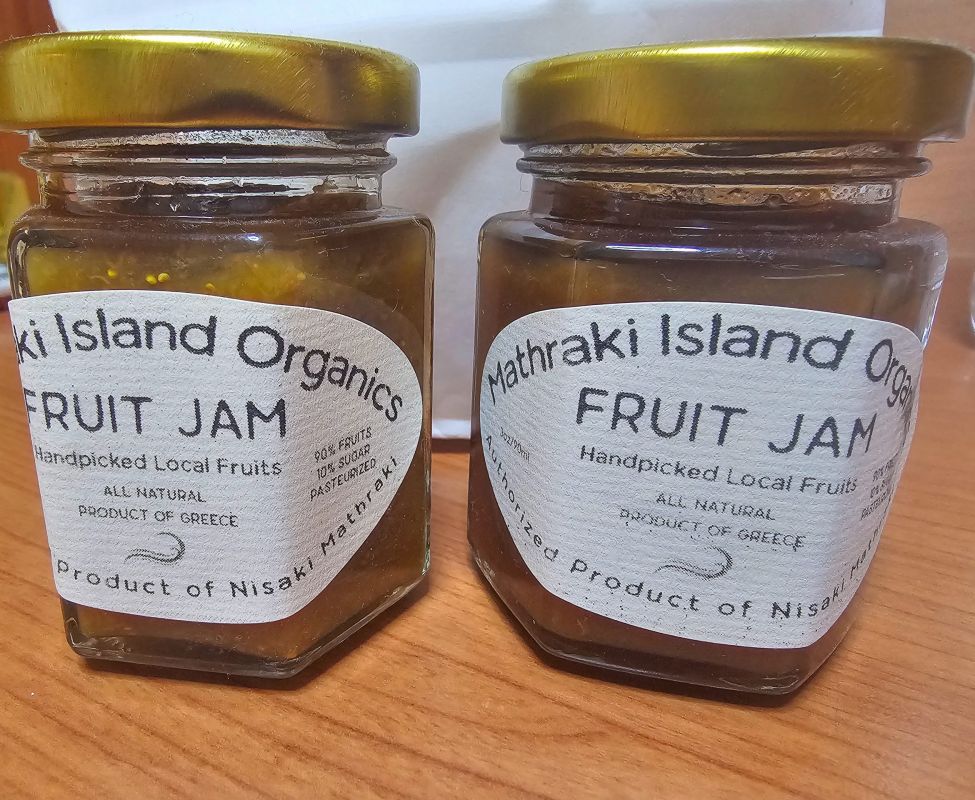 ki Island Organics
FRUIT JAM
Handpicked Local Fruits
90% FRUITS
10% SUGAR
PASTEURIZED
ALL NATURAL
PRODUCT OF GREECE
Product of Nisaki Mathraki
Mathraki Island Organ
FRUIT JAM
Handpicked Local Fruits
ALL NATURAL
PRODUCT OF GREECE
Authorized Product of Nisaki Math